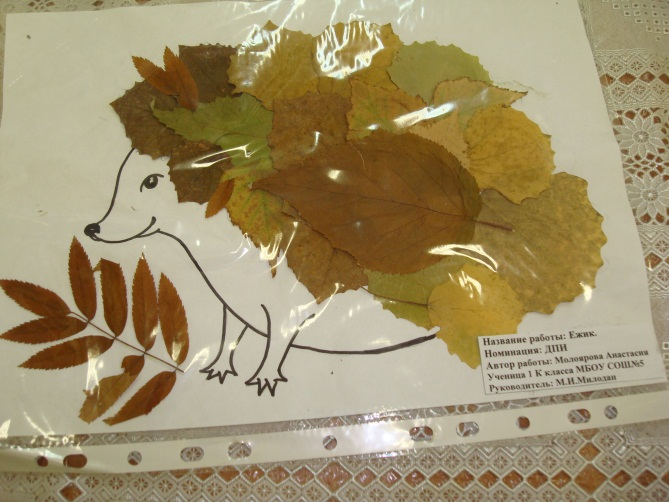 Название работы: Ежик.
Номинация: ДПИ
Автор работы: Молоярова Анастасия
Ученица 1 К класса МБОУ СОШ№5
Руководитель: М.И.Милодан